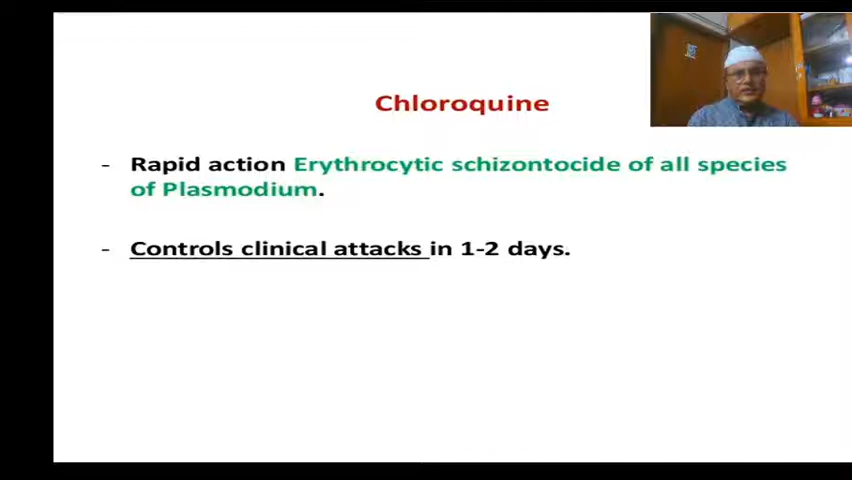 Chloroquine
- Rapid action Erythrocytic schizontocide of all species
of Plasmodium.
- Controls clinical attacks in 1-2 days.